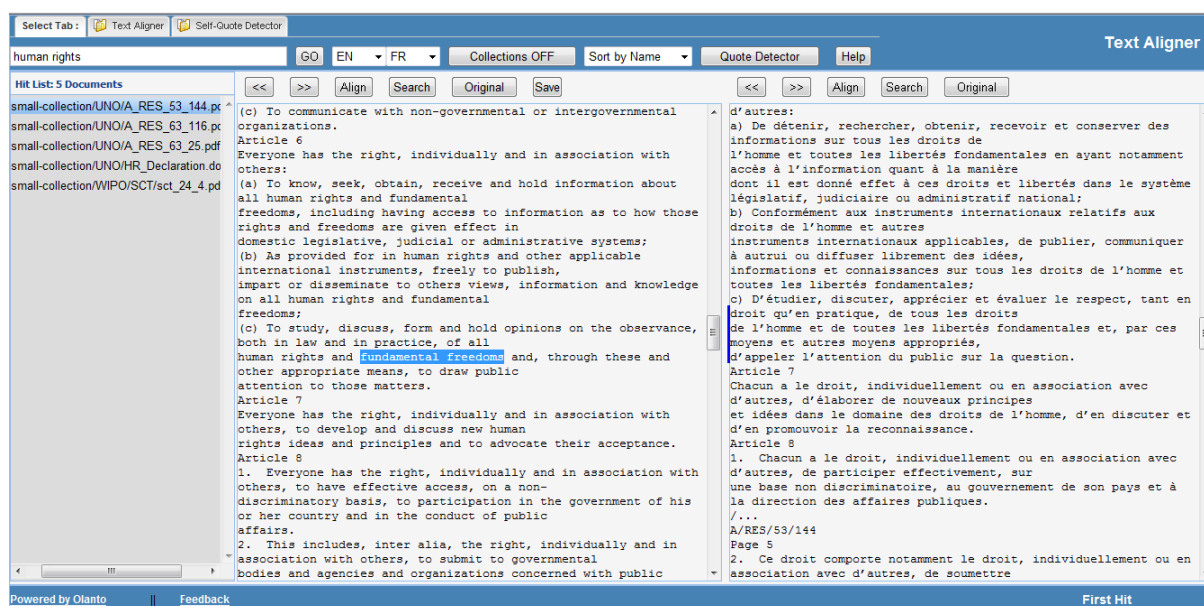 Select Tab :
Text Aligner
Self-Quote Detector
Text Aligner
human rights
GO
EN
FR
Collections OFF
Sort by Name
Quote Detector
Help
Hit List: 5 Documents
small-collection/UNO/A_RES_53_144.pc
small-collection/UNO/A_RES_63_116.pc
small-collection/UNO/A_RES_63_25.pdf
small-collection/UNO/HR_Declaration.do
small-collection/WIPO/SCT/sct_24_4.pd
<<
>>
Align
Search
Original
Save
(c) To communicate with non-governmental or intergovernmental
organizations.
Article 6
Everyone has the right, individually and in association with
others:
(a) To know, seek, obtain, receive and hold information about
all human rights and fundamental
freedoms, including having access to information as to how those
rights and freedoms are given effect in
domestic legislative, judicial or administrative systems;
(b) As provided for in human rights and other applicable
international instruments, freely to publish,
impart or disseminate to others views, information and knowledge
on all human rights and fundamental
freedoms;
(c) To study, discuss, form and hold opinions on the observance,
both in law and in practice, of all
human rights and fundamental freedoms and, through these and
other appropriate means, to draw public
attention to those matters.
Article 7
Everyone has the right, individually and in association with
others, to develop and discuss new human
rights ideas and principles and to advocate their acceptance.
Article 8
1. Everyone has the right, individually and in association with
others, to have effective access, on a non-
discriminatory basis, to participation in the government of his
or her country and in the conduct of public
affairs.
2. This includes, inter alia, the right, individually and in
association with others, to submit to governmental
bodies and agencies and organizations concerned with public
<<
>>
Align
Search
Original
d’autres:
a) De détenir, rechercher, obtenir, recevoir et conserver des
informations sur tous les droits de
l’homme et toutes les libertés fondamentales en ayant notamment
accès à l’information quant à la manière
dont il est donné effet à ces droits et libertés dans le système
législatif, judiciaire ou administratif national;
b) Conformément aux instruments internationaux relatifs aux
droits de l’homme et autres
instruments internationaux applicables, de publier, communiquer
à autrui ou diffuser librement des idées,
informations et connaissances sur tous les droits de l’homme et
toutes les libertés fondamentales;
c) D’étudier, discuter, apprécier et évaluer le respect, tant en
droit qu’en pratique, de tous les droits
de l’homme et de toutes les libertés fondamentales et, par ces
moyens et autres moyens appropriés,
d’appeler l’attention du public sur la question.
Article 7
Chacun a le droit, individuellement ou en association avec
d’autres, d’élaborer de nouveaux principes
et idées dans le domaine des droits de l’homme, d’en discuter et
d’en promouvoir la reconnaissance.
Article 8
1. Chacun a le droit, individuellement ou en association avec
d’autres, de participer effectivement, sur
une base non discriminatoire, au gouvernement de son pays et à
la direction des affaires publiques.
/...
A/RES/53/144
Page 5
2. Ce droit comporte notamment le droit, individuellement ou en
association avec d’autres, de soumettre
Powered by Olanto || Feedback
First Hit